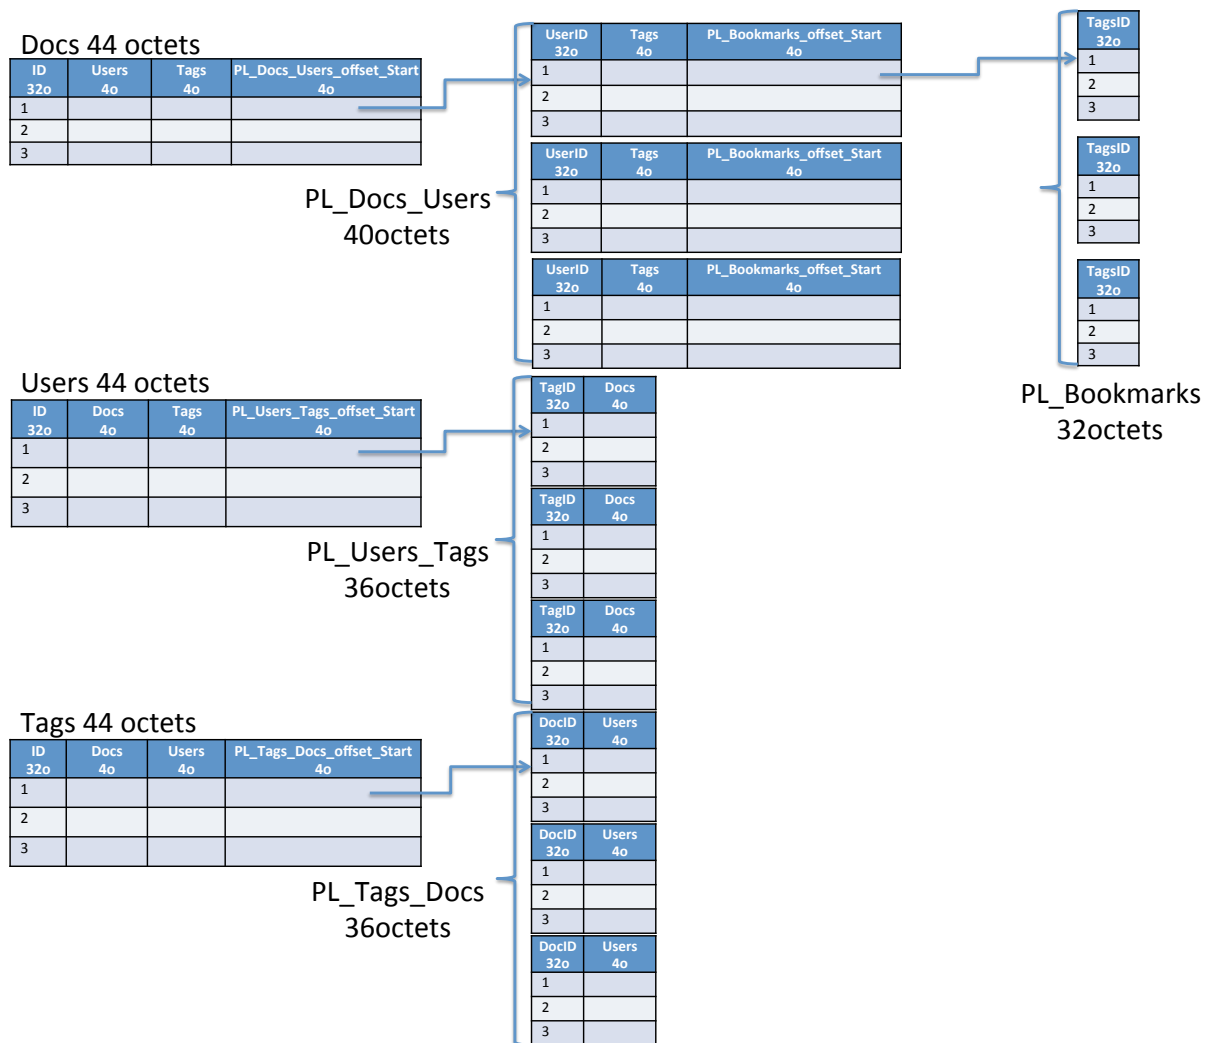 Docs 44 octets
ID Users Tags PL_Docs_Users_offset_Start
32o 4o 4o 4o
1
2
3
UserID Tags PL_Bookmarks_offset_Start
32o 4o 4o
1
2
3
UserID Tags PL_Bookmarks_offset_Start
32o 4o 4o
1
2
3
UserID Tags PL_Bookmarks_offset_Start
32o 4o 4o
1
2
3
PL_Docs_Users
40octets
TagsID
32o
1
2
3
TagsID
32o
1
2
3
TagsID
32o
1
2
3
PL_Bookmarks
32octets
Users 44 octets
ID Docs Tags PL_Users_Tags_offset_Start
32o 4o 4o 4o
1
2
3
TagID Docs
32o 4o
1
2
3
TagID Docs
32o 4o
1
2
3
TagID Docs
32o 4o
1
2
3
PL_Users_Tags
36octets
Tags 44 octets
ID Docs Users PL_Tags_Docs_offset_Start
32o 4o 4o 4o
1
2
3
DocID Users
32o 4o
1
2
3
DocID Users
32o 4o
1
2
3
DocID Users
32o 4o
1
2
3
PL_Tags_Docs
36octets